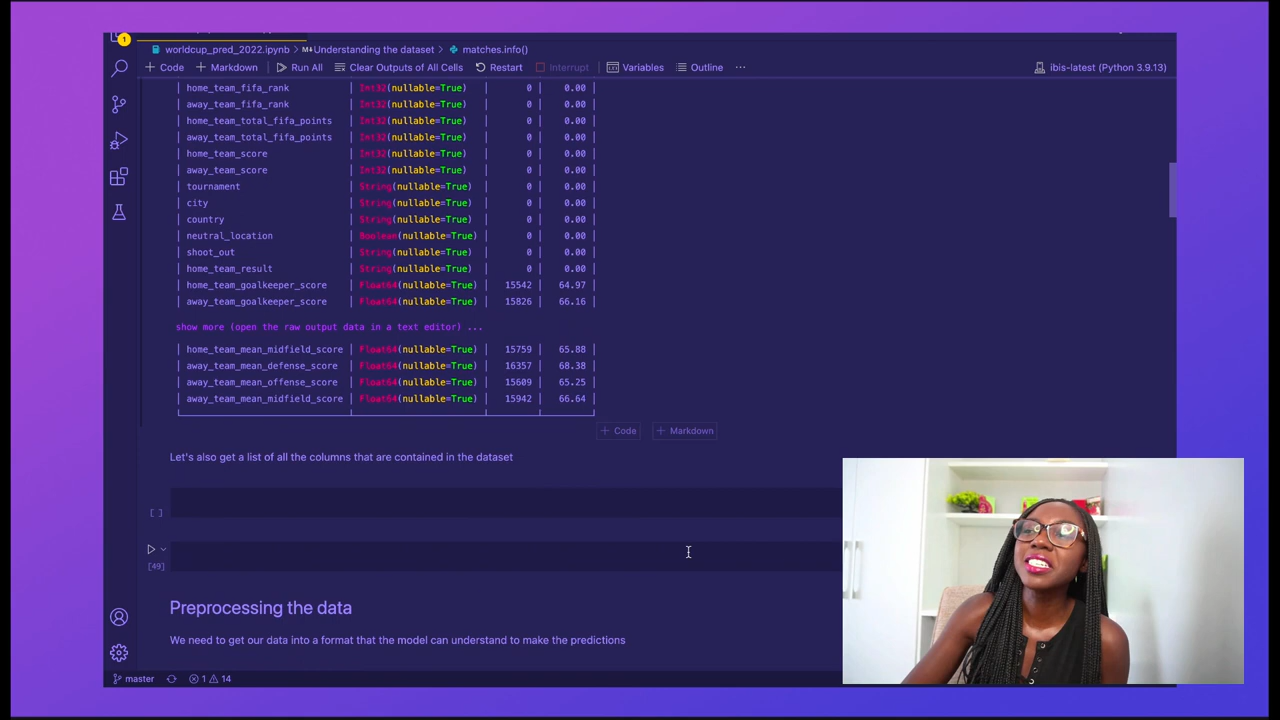 1
worldcup_pred_2022.ipynb > M↓Understanding the dataset > matches.info()
+ Code + Markdown Run All Clear Outputs of All Cells Restart Interrupt Variables Outline ... ibis-latest (Python 3.9.13)
| home_team_fifa_rank | Int32(nullable=True) | 0 | 0.00 |
| away_team_fifa_rank | Int32(nullable=True) | 0 | 0.00 |
| home_team_total_fifa_points | Int32(nullable=True) | 0 | 0.00 |
| away_team_total_fifa_points | Int32(nullable=True) | 0 | 0.00 |
| home_team_score | Int32(nullable=True) | 0 | 0.00 |
| away_team_score | Int32(nullable=True) | 0 | 0.00 |
| tournament | String(nullable=True) | 0 | 0.00 |
| city | String(nullable=True) | 0 | 0.00 |
| country | String(nullable=True) | 0 | 0.00 |
| neutral_location | Boolean(nullable=True) | 0 | 0.00 |
| shoot_out | String(nullable=True) | 0 | 0.00 |
| home_team_result | String(nullable=True) | 0 | 0.00 |
| home_team_goalkeeper_score | Float64(nullable=True) | 15542 | 64.97 |
| away_team_goalkeeper_score | Float64(nullable=True) | 15826 | 66.16 |
show more (open the raw output data in a text editor) ...
| home_team_mean_midfield_score | Float64(nullable=True) | 15759 | 65.88 |
| away_team_mean_defense_score | Float64(nullable=True) | 16357 | 68.38 |
| away_team_mean_offense_score | Float64(nullable=True) | 15609 | 65.25 |
| away_team_mean_midfield_score | Float64(nullable=True) | 15942 | 66.64 |
+ Code + Markdown
Let's also get a list of all the columns that are contained in the dataset
[ ]
[49]
Preprocessing the data
We need to get our data into a format that the model can understand to make the predictions
master 1 14